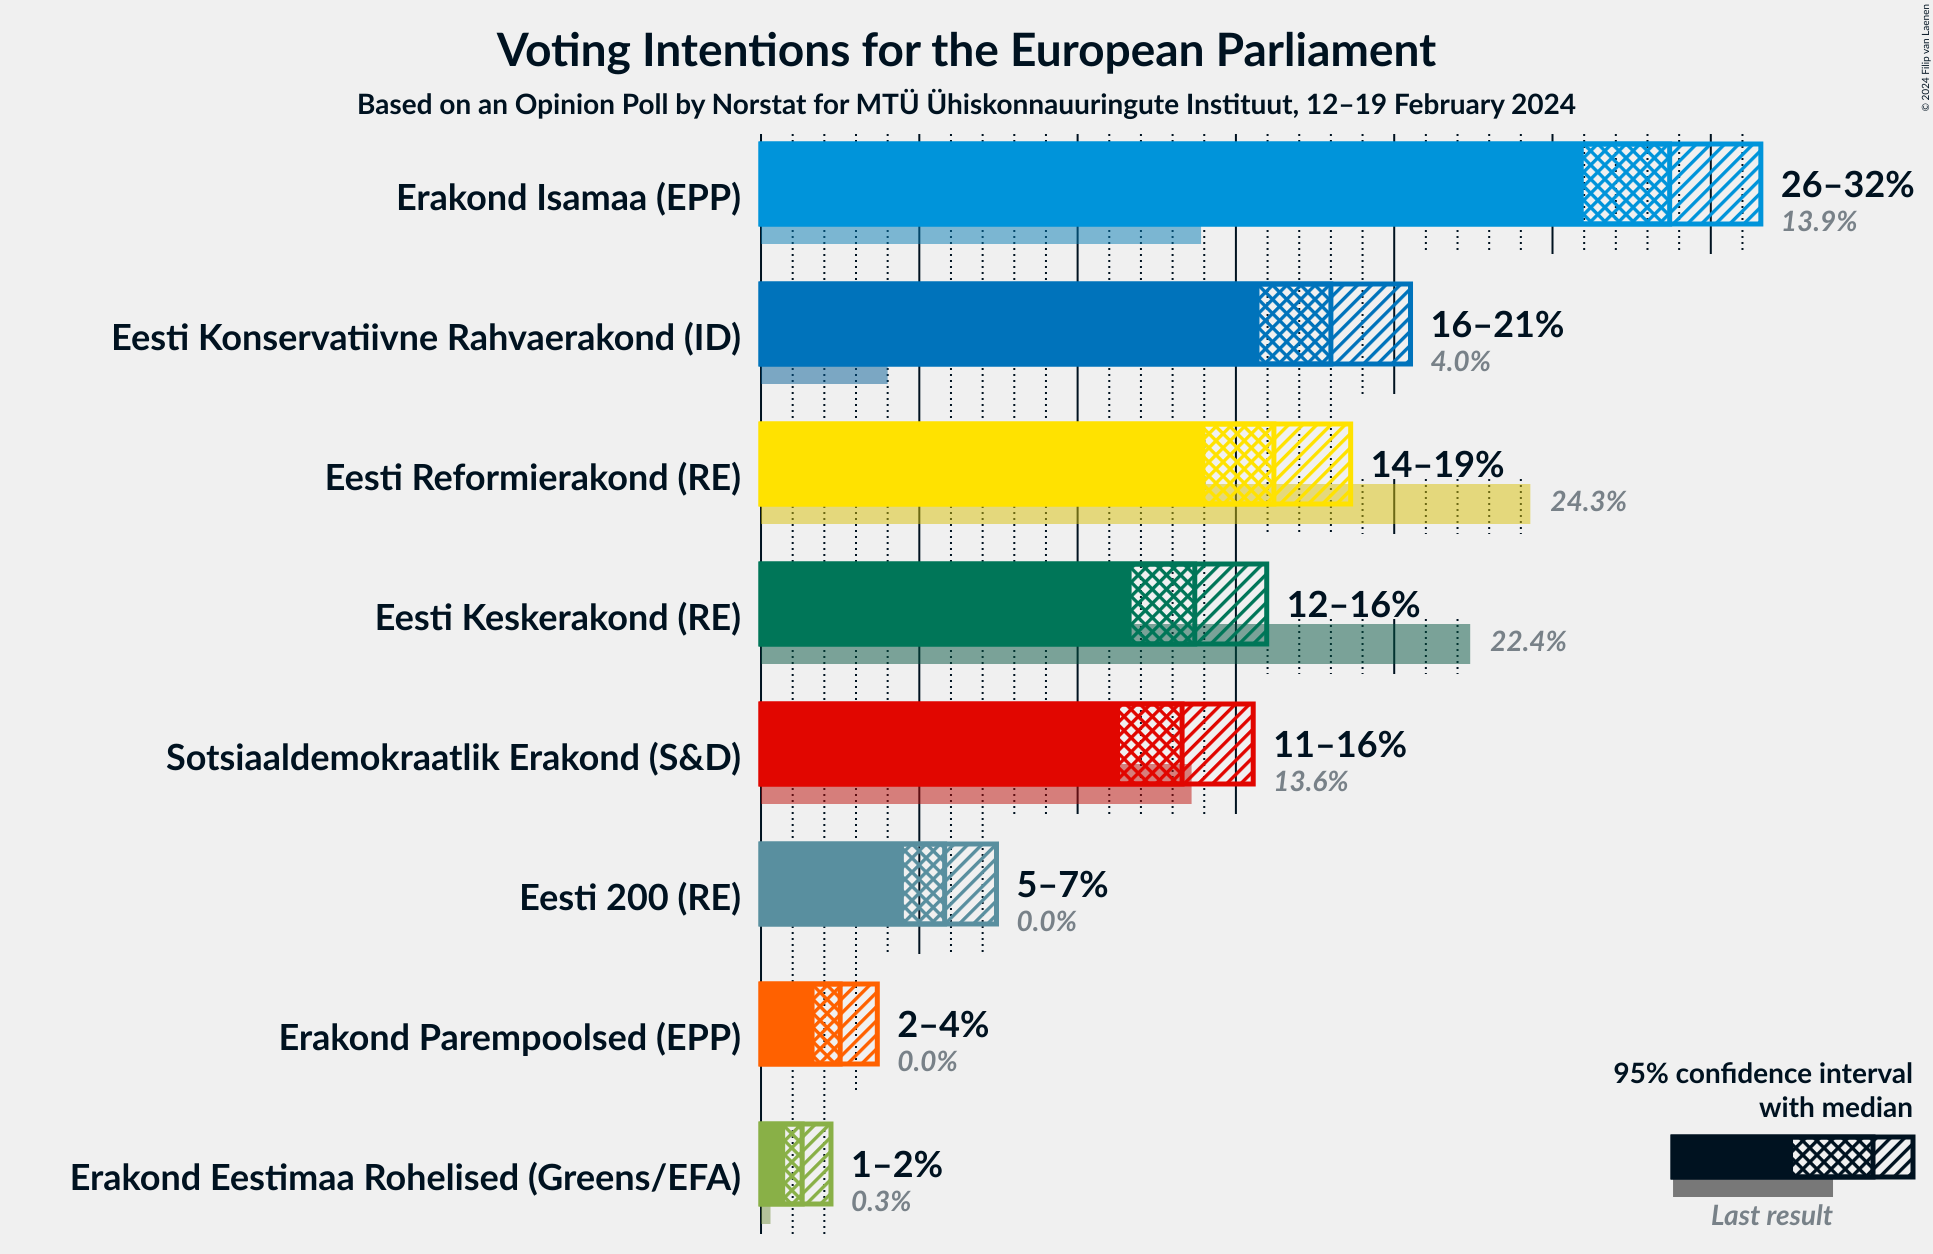 Voting Intentions for the European Parliament
Based on an Opinion Poll by Norstat for MTÜ Ühiskonnauuringute Instituut, 12–19 February 2024
© 2024 Filip van Laenen
Erakond Isamaa (EPP)
26–32%
13.9%
Eesti Konservatiivne Rahvaerakond (ID)
16–21%
4.0%
Eesti Reformierakond (RE)
14–19%
24.3%
Eesti Keskerakond (RE)
12–16%
22.4%
Sotsiaaldemokraatlik Erakond (S&D)
11–16%
13.6%
Eesti 200 (RE)
5–7%
0.0%
Erakond Parempoolsed (EPP)
2–4%
0.0%
Erakond Eestimaa Rohelised (Greens/EFA)
1–2%
0.3%
95% confidence interval
with median
Last result